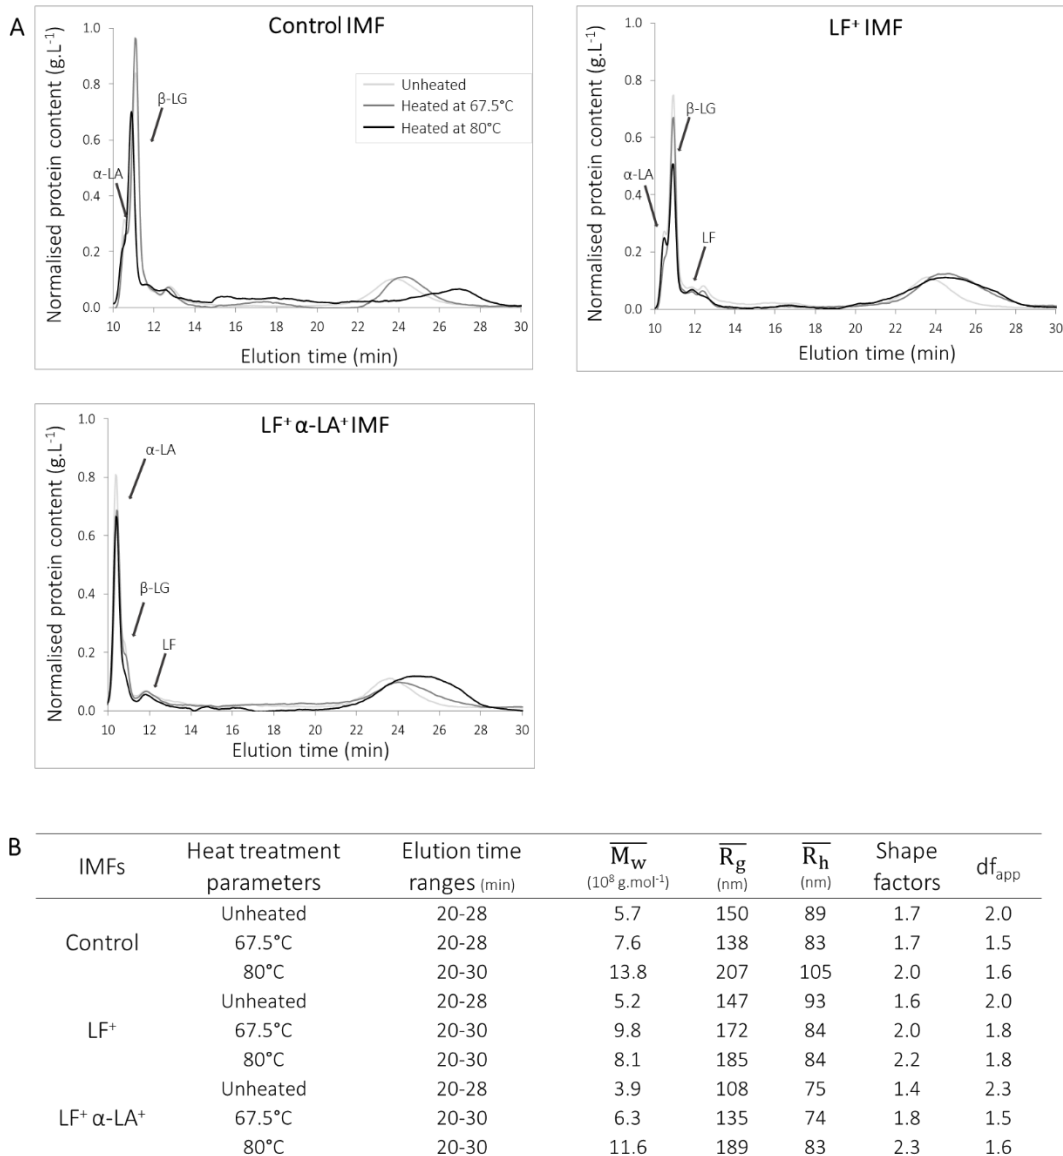 A
Control IMF
Normalised protein content (g.L⁻¹)
1.0
0.8
0.6
0.4
0.2
0.0
α-LA
β-LG
Unheated
Heated at 67.5°C
Heated at 80°C
10 12 14 16 18 20 22 24 26 28 30
Elution time (min)
LF⁺ IMF
Normalised protein content (g.L⁻¹)
1.0
0.8
0.6
0.4
0.2
0.0
α-LA
β-LG
LF
10 12 14 16 18 20 22 24 26 28 30
Elution time (min)
LF⁺ α-LA⁺ IMF
Normalised protein content (g.L⁻¹)
1.0
0.8
0.6
0.4
0.2
0.0
α-LA
β-LG
LF
10 12 14 16 18 20 22 24 26 28 30
Elution time (min)
B
IMFs Heat treatment parameters Elution time ranges (min) M̅w̅ (10⁸ g.mol⁻¹) R̅g̅ (nm) R̅h̅ (nm) Shape factors df_app
Control Unheated 20-28 5.7 150 89 1.7 2.0
67.5°C 20-28 7.6 138 83 1.7 1.5
80°C 20-30 13.8 207 105 2.0 1.6
LF⁺ Unheated 20-28 5.2 147 93 1.6 2.0
67.5°C 20-30 9.8 172 84 2.0 1.8
80°C 20-30 8.1 185 84 2.2 1.8
LF⁺ α-LA⁺ Unheated 20-28 3.9 108 75 1.4 2.3
67.5°C 20-30 6.3 135 74 1.8 1.5
80°C 20-30 11.6 189 83 2.3 1.6